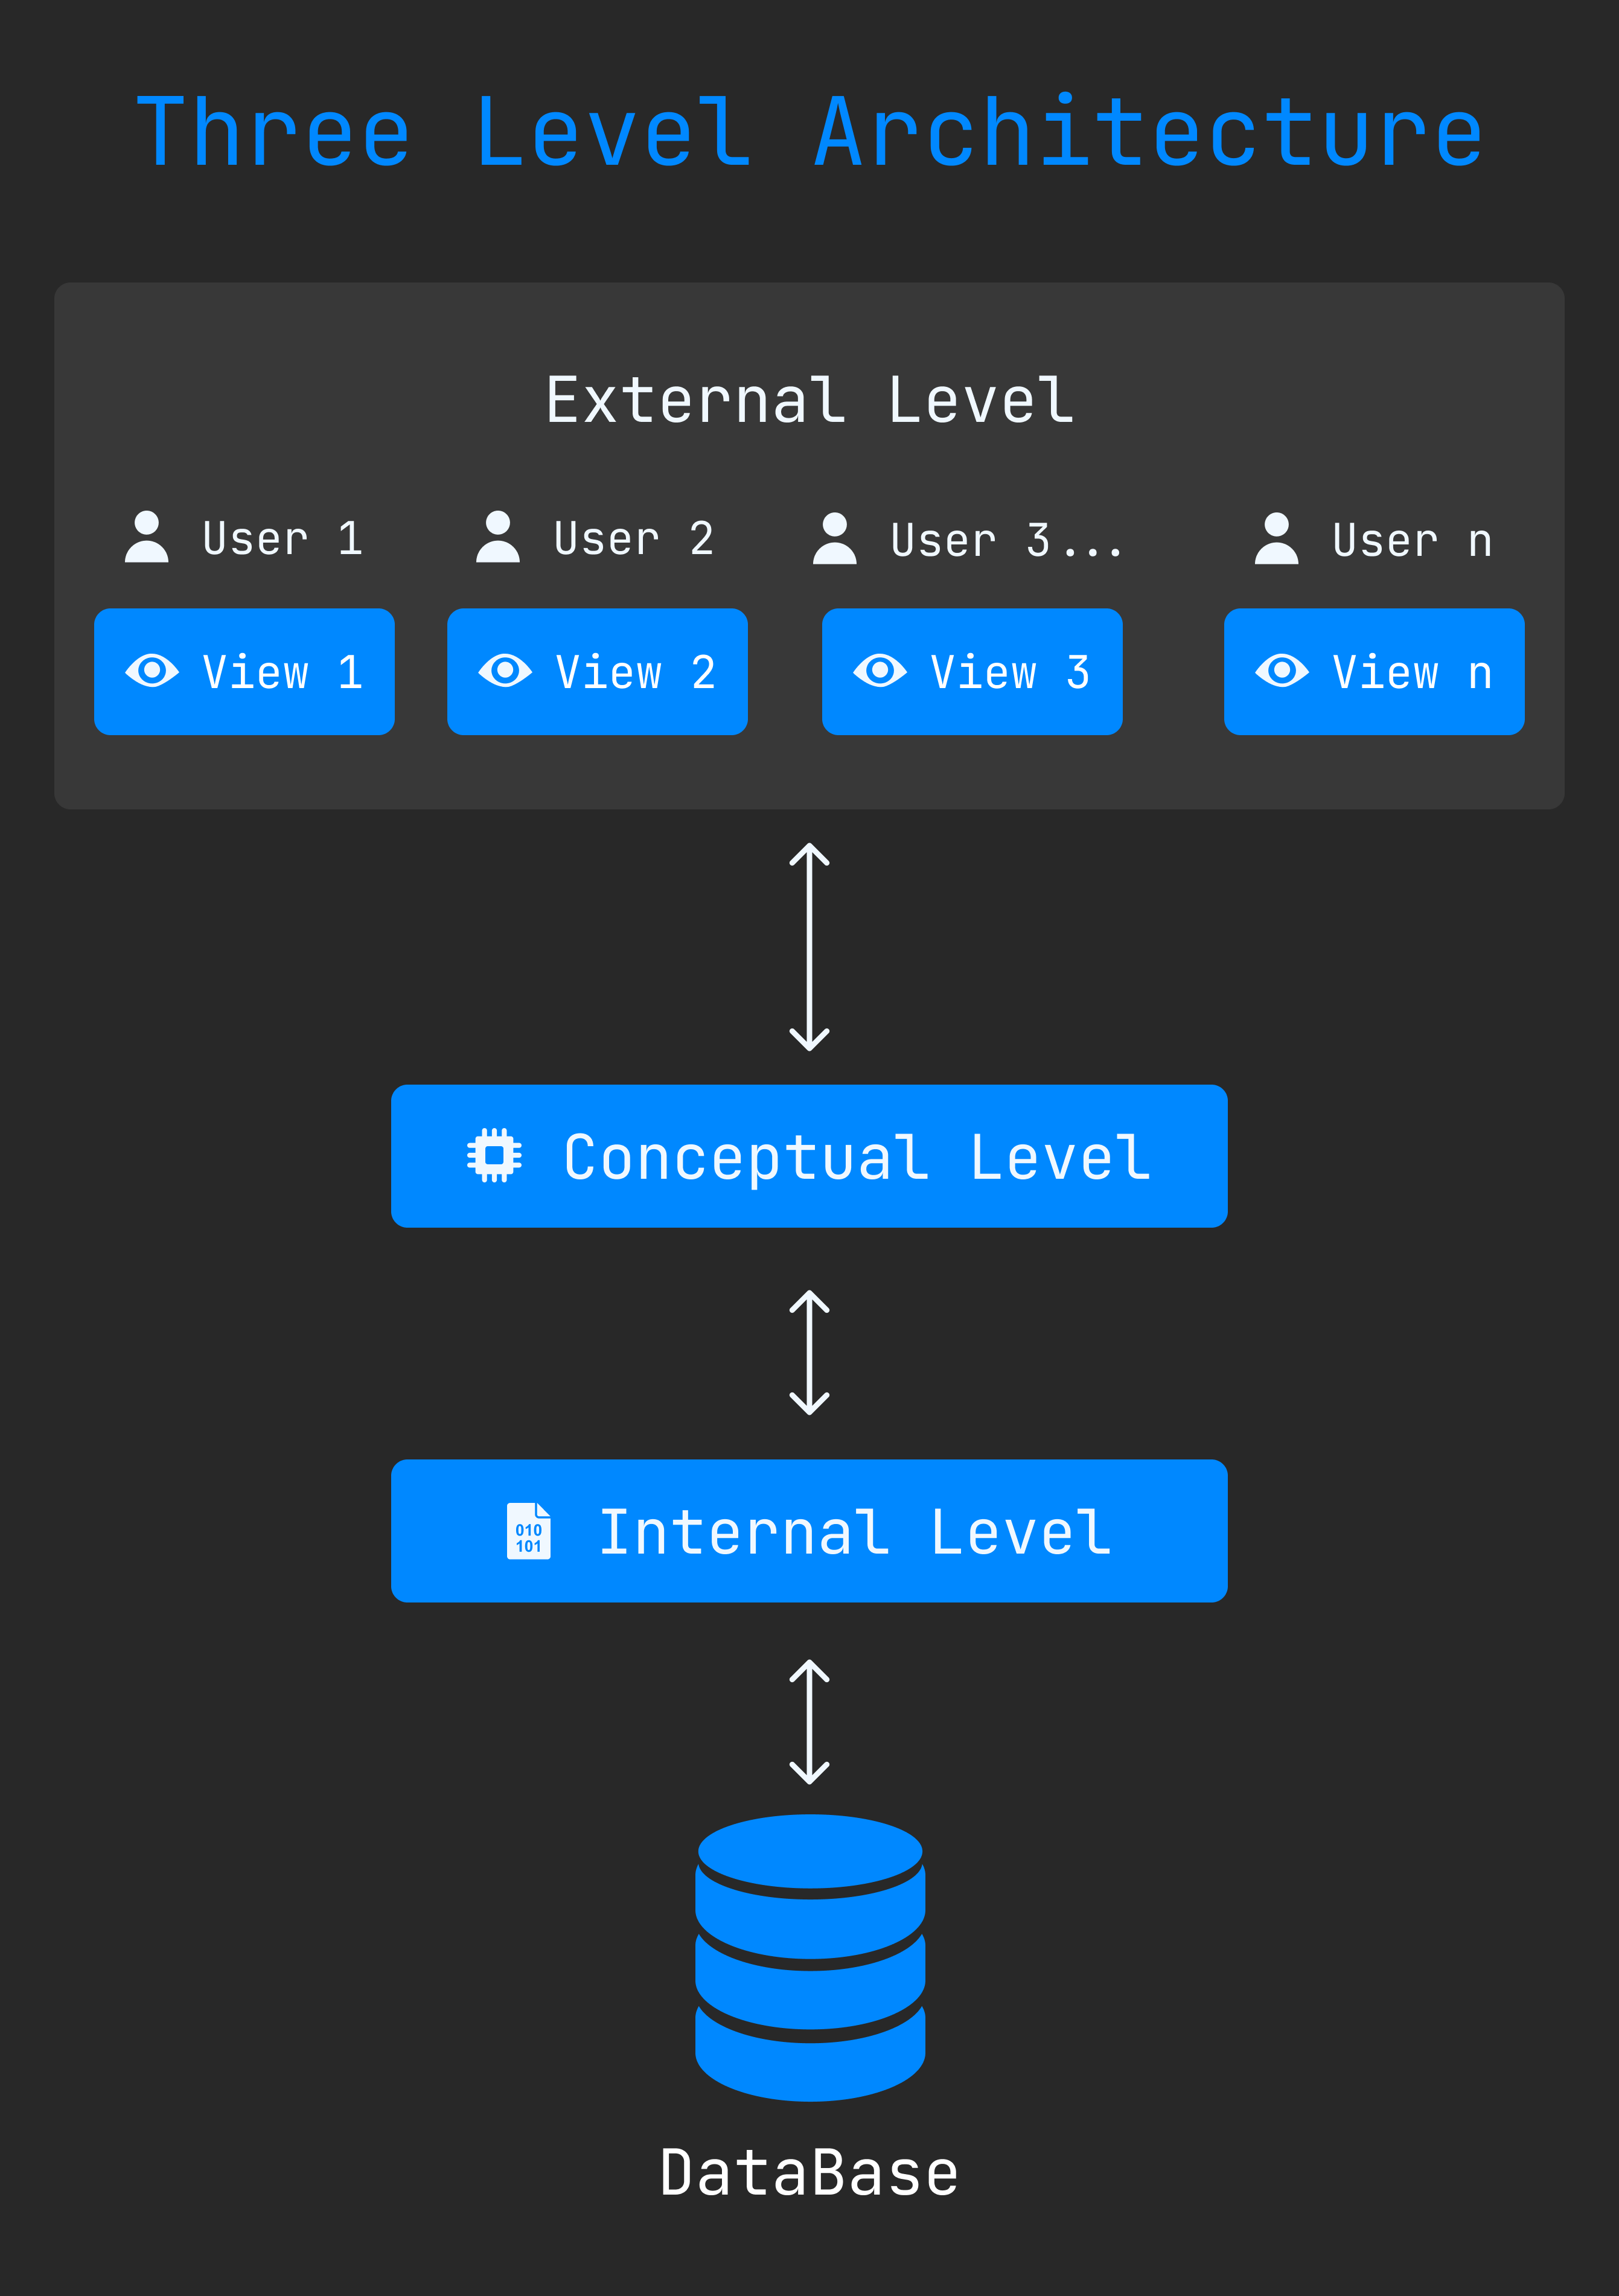 Three Level Architecture
External Level
User 1 User 2 User 3... User n
View 1 View 2 View 3 View n
Conceptual Level
010
101
Internal Level
DataBase